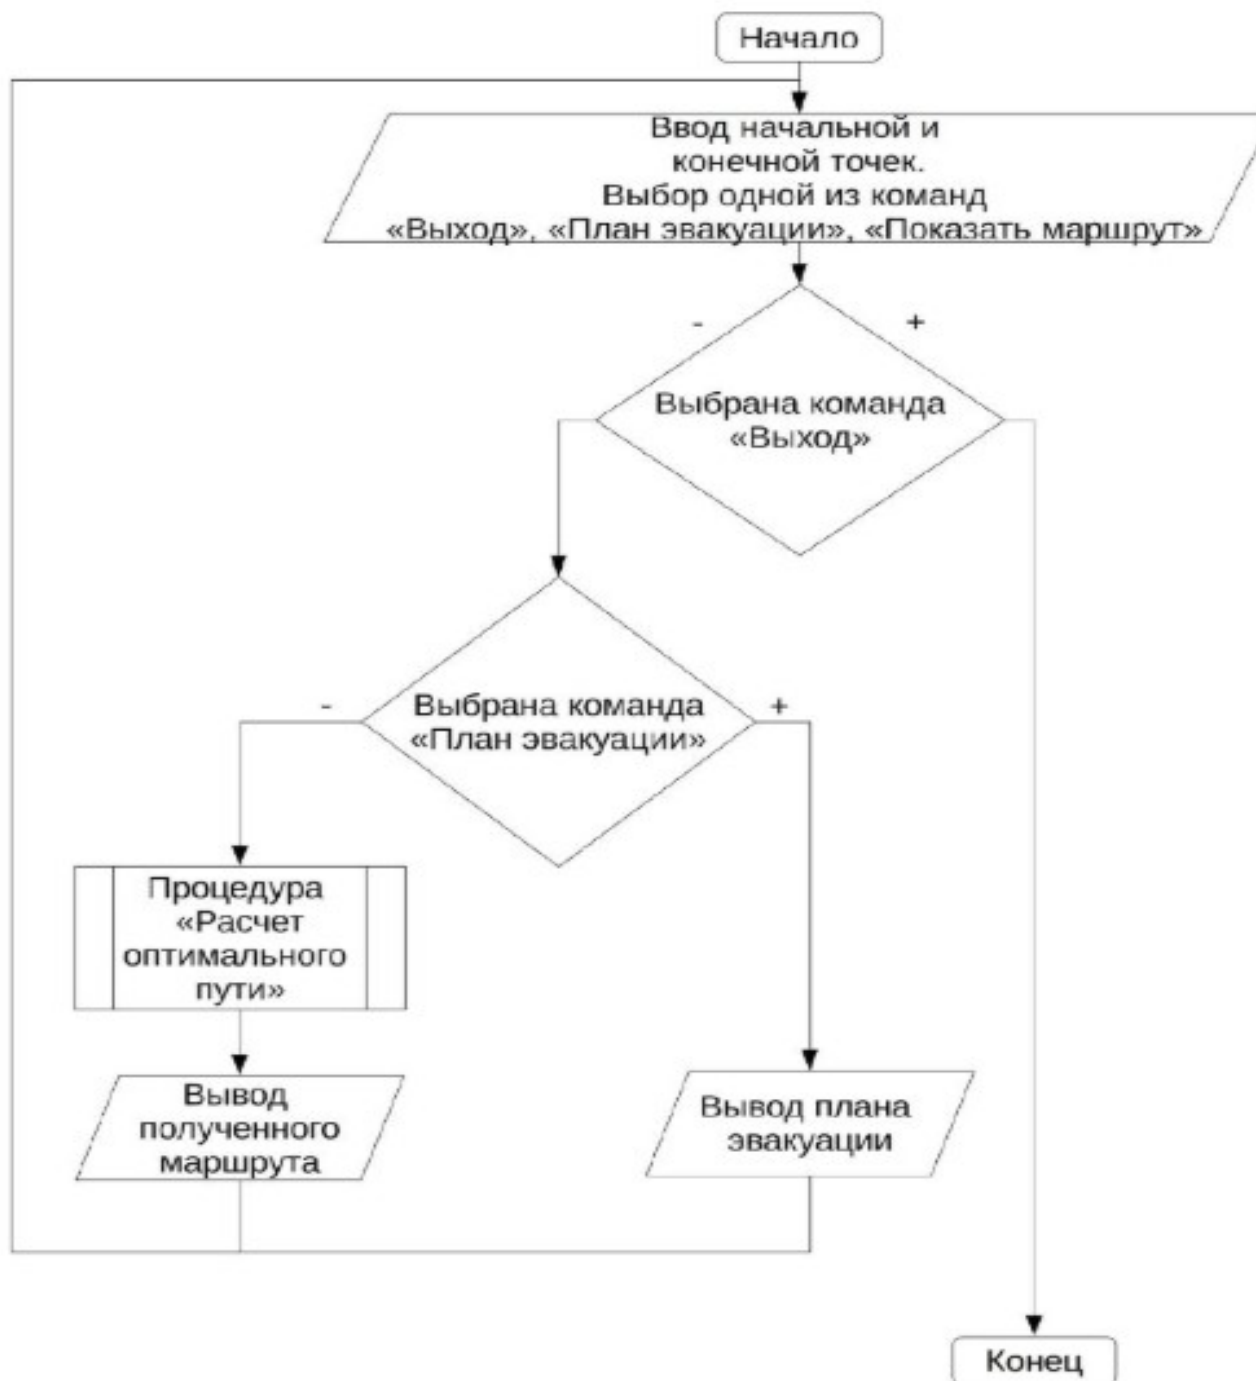 Начало
Ввод начальной и
конечной точек.
Выбор одной из команд
«Выход», «План эвакуации», «Показать маршрут»
-
+
Выбрана команда
«Выход»
-
Выбрана команда
«План эвакуации»
+
Процедура
«Расчет
оптимального
пути»
Вывод
полученного
маршрута
Вывод плана
эвакуации
Конец